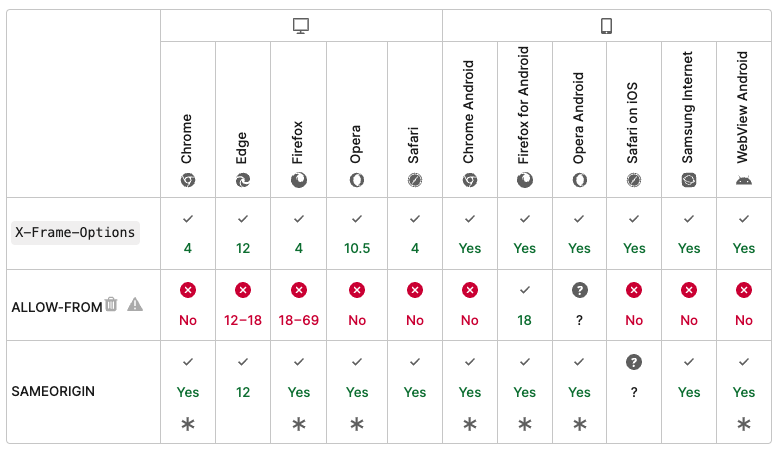 Chrome
Edge
Firefox
Opera
Safari
Chrome Android
Firefox for Android
Opera Android
Safari on iOS
Samsung Internet
WebView Android
X-Frame-Options
4 12 4 10.5 4 Yes Yes Yes Yes Yes Yes
ALLOW-FROM
No 12–18 18–69 No No No 18 ? No No No
SAMEORIGIN
Yes 12 Yes Yes Yes Yes Yes Yes ? Yes Yes
* * * * * * *